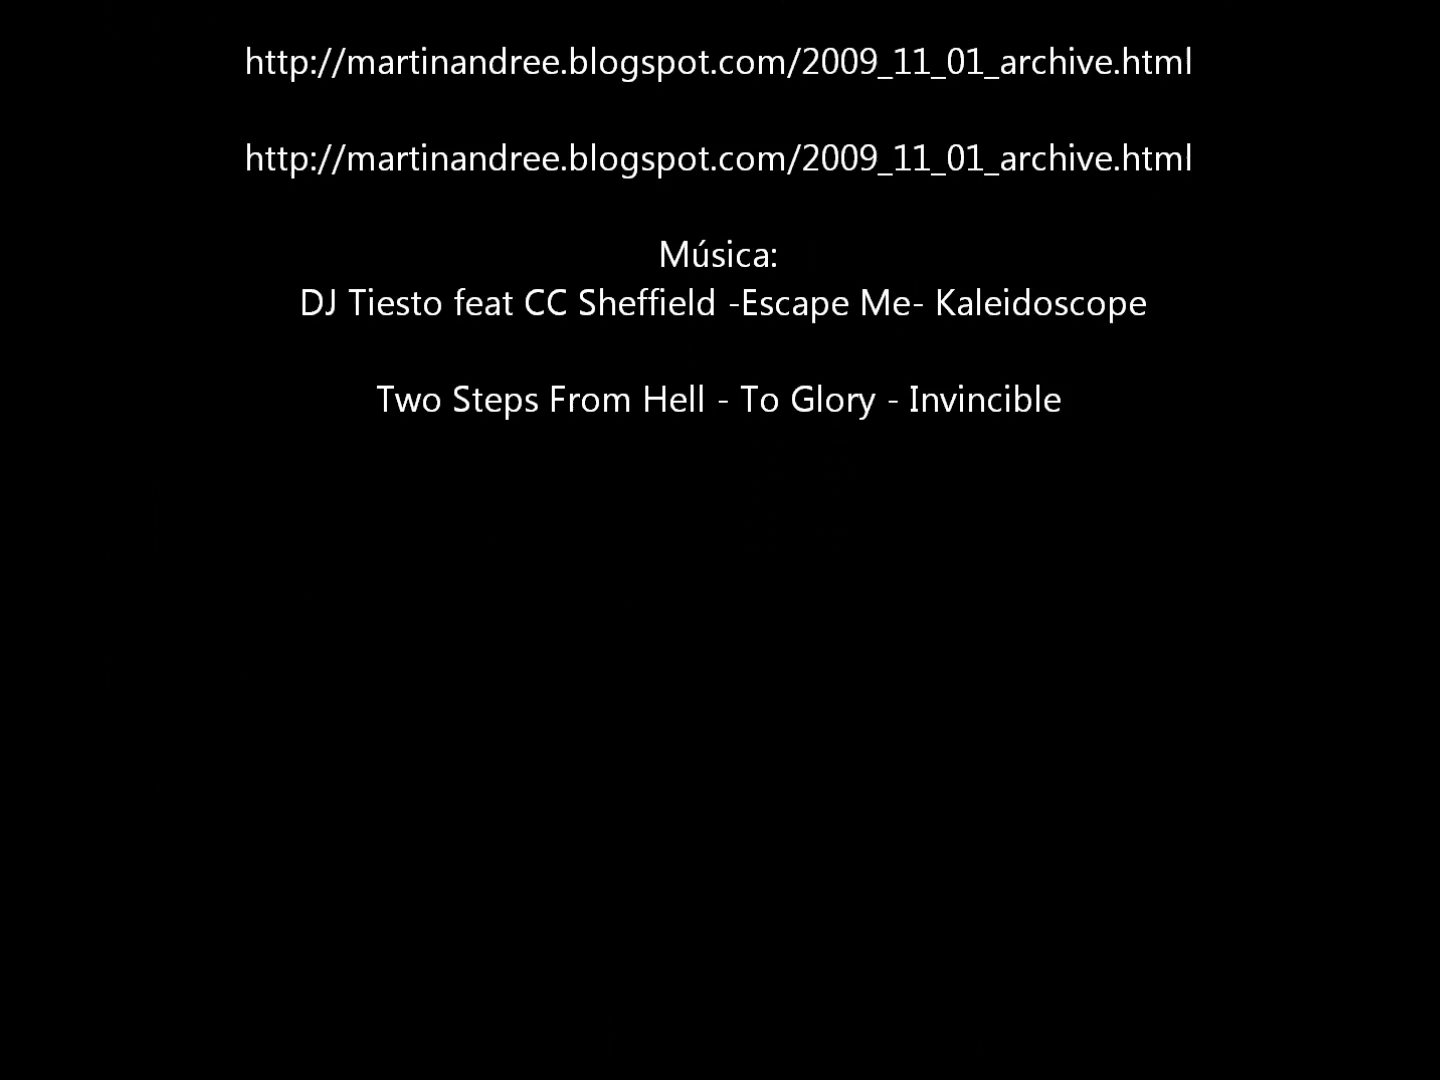 http://martinandree.blogspot.com/2009_11_01_archive.html
http://martinandree.blogspot.com/2009_11_01_archive.html
Música:
DJ Tiesto feat CC Sheffield -Escape Me- Kaleidoscope
Two Steps From Hell - To Glory - Invincible